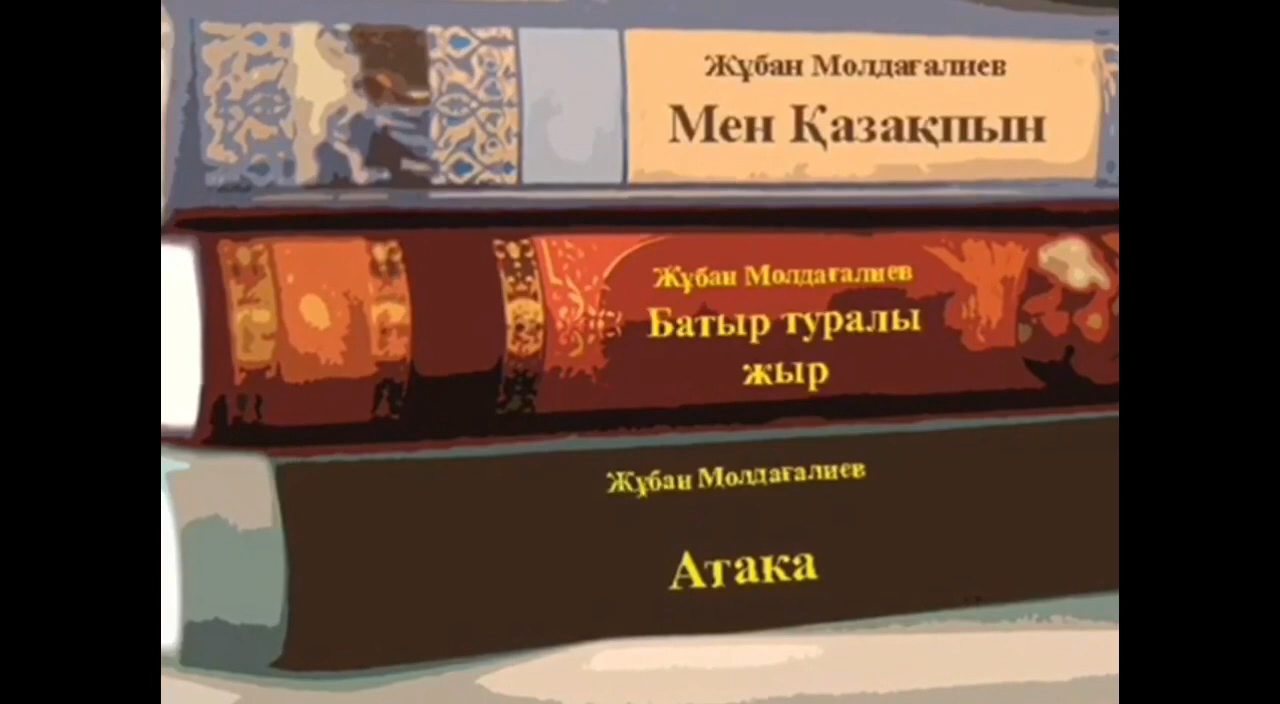 Жұбан Молдағалиев
Мен Қазақпын
Жұбан Молдағалиев
Батыр туралы
жыр
Жұбан Молдағалиев
Атака